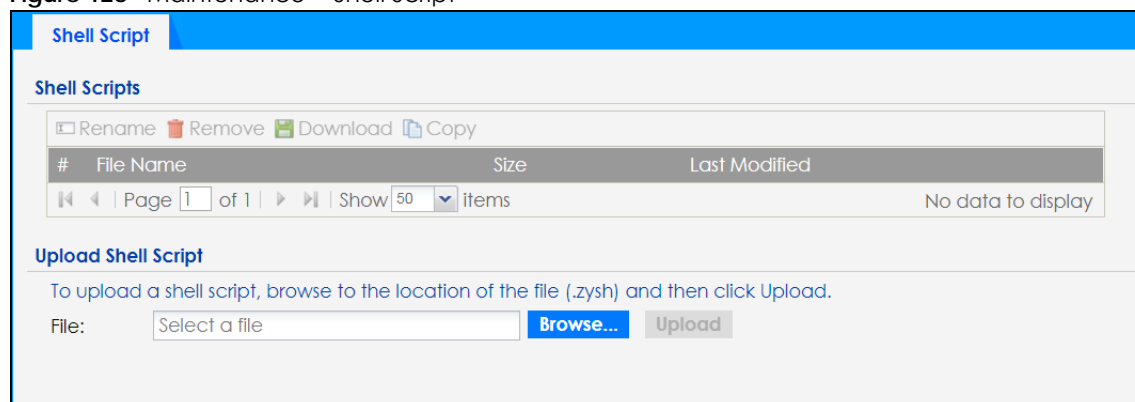 Shell Script
Shell Scripts
Rename Remove Download Copy
# File Name Size Last Modified
Page 1 of 1 Show 50 items No data to display
Upload Shell Script
To upload a shell script, browse to the location of the file (.zysh) and then click Upload.
File: Select a file Browse... Upload